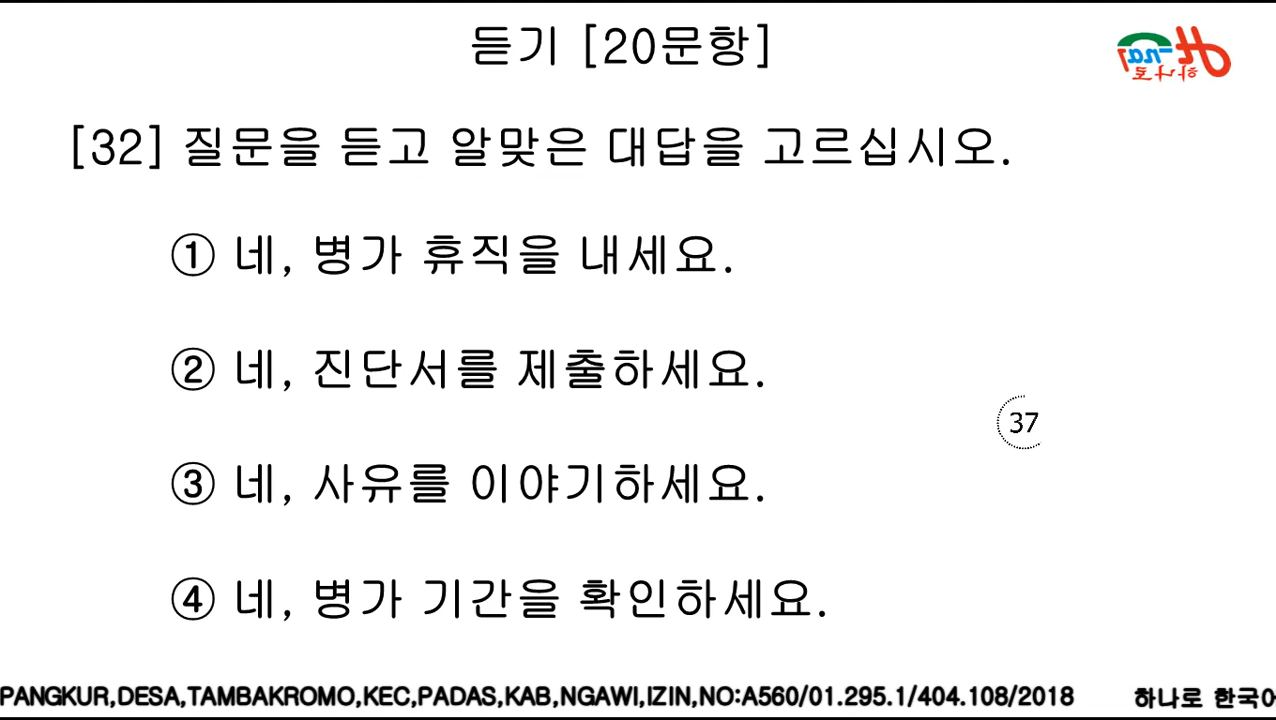 듣기 [20문항]
[32] 질문을 듣고 알맞은 대답을 고르십시오.
① 네, 병가 휴직을 내세요.
② 네, 진단서를 제출하세요.
37
③ 네, 사유를 이야기하세요.
④ 네, 병가 기간을 확인하세요.
PANGKUR,DESA,TAMBAKROMO,KEC,PADAS,KAB,NGAWI,IZIN,NO:A560/01.295.1/404.108/2018 하나로 한국어